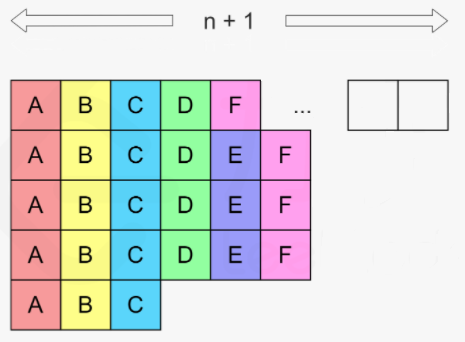 n + 1
A B C D F ...
A B C D E F
A B C D E F
A B C D E F
A B C